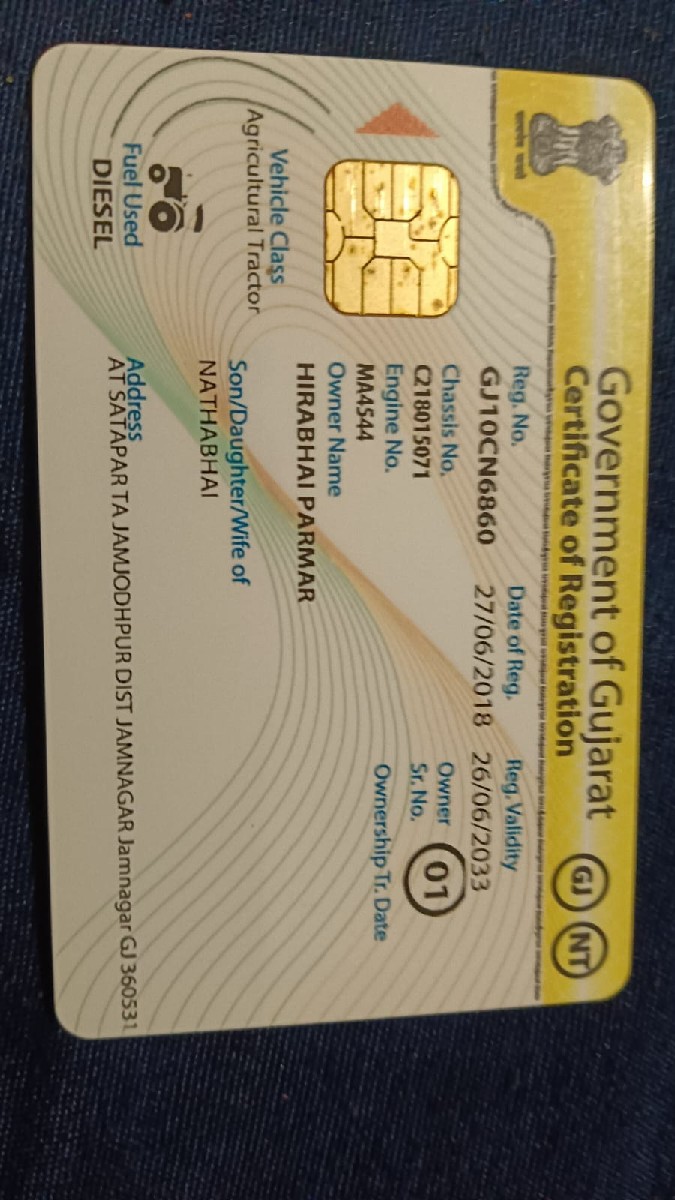 Government of Gujarat
Certificate of Registration
GJ NT
Reg. No. Date of Reg. Reg. Validity
GJ10CN6860 27/06/2018 26/06/2033
Chassis No. Owner
C218015071 Sr. No. 01
Engine No. Ownership Tr. Date
MA4544
Owner Name
HIRABHAI PARMAR
Vehicle Class
Agricultural Tractor
Son/Daughter/Wife of
NATHABHAI
Fuel Used
DIESEL
Address
AT SATAPAR TA JAMJODHPUR DIST JAMNAGAR Jamnagar GJ 360531